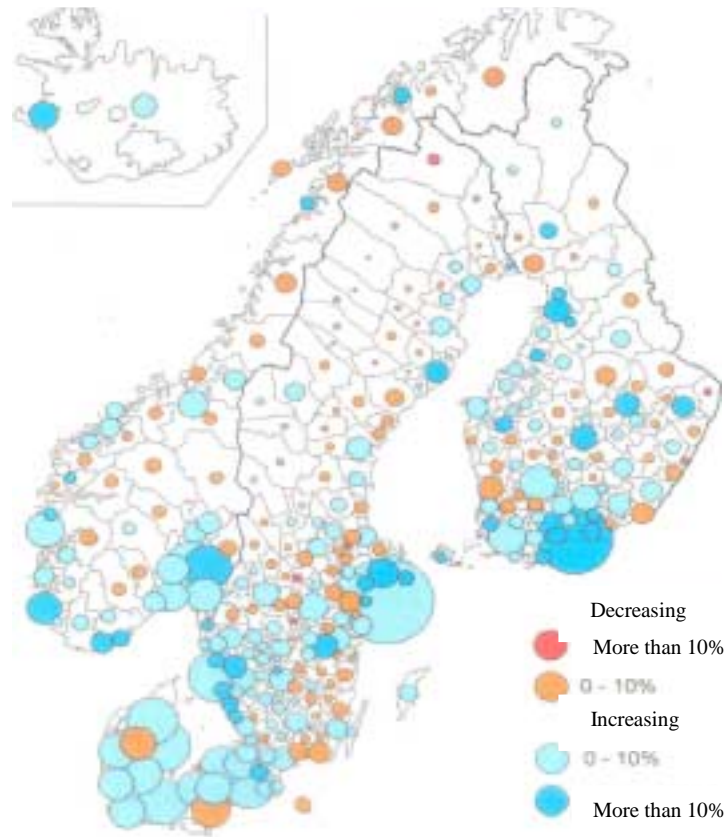 Decreasing
More than 10%
0 - 10%
Increasing
0 - 10%
More than 10%